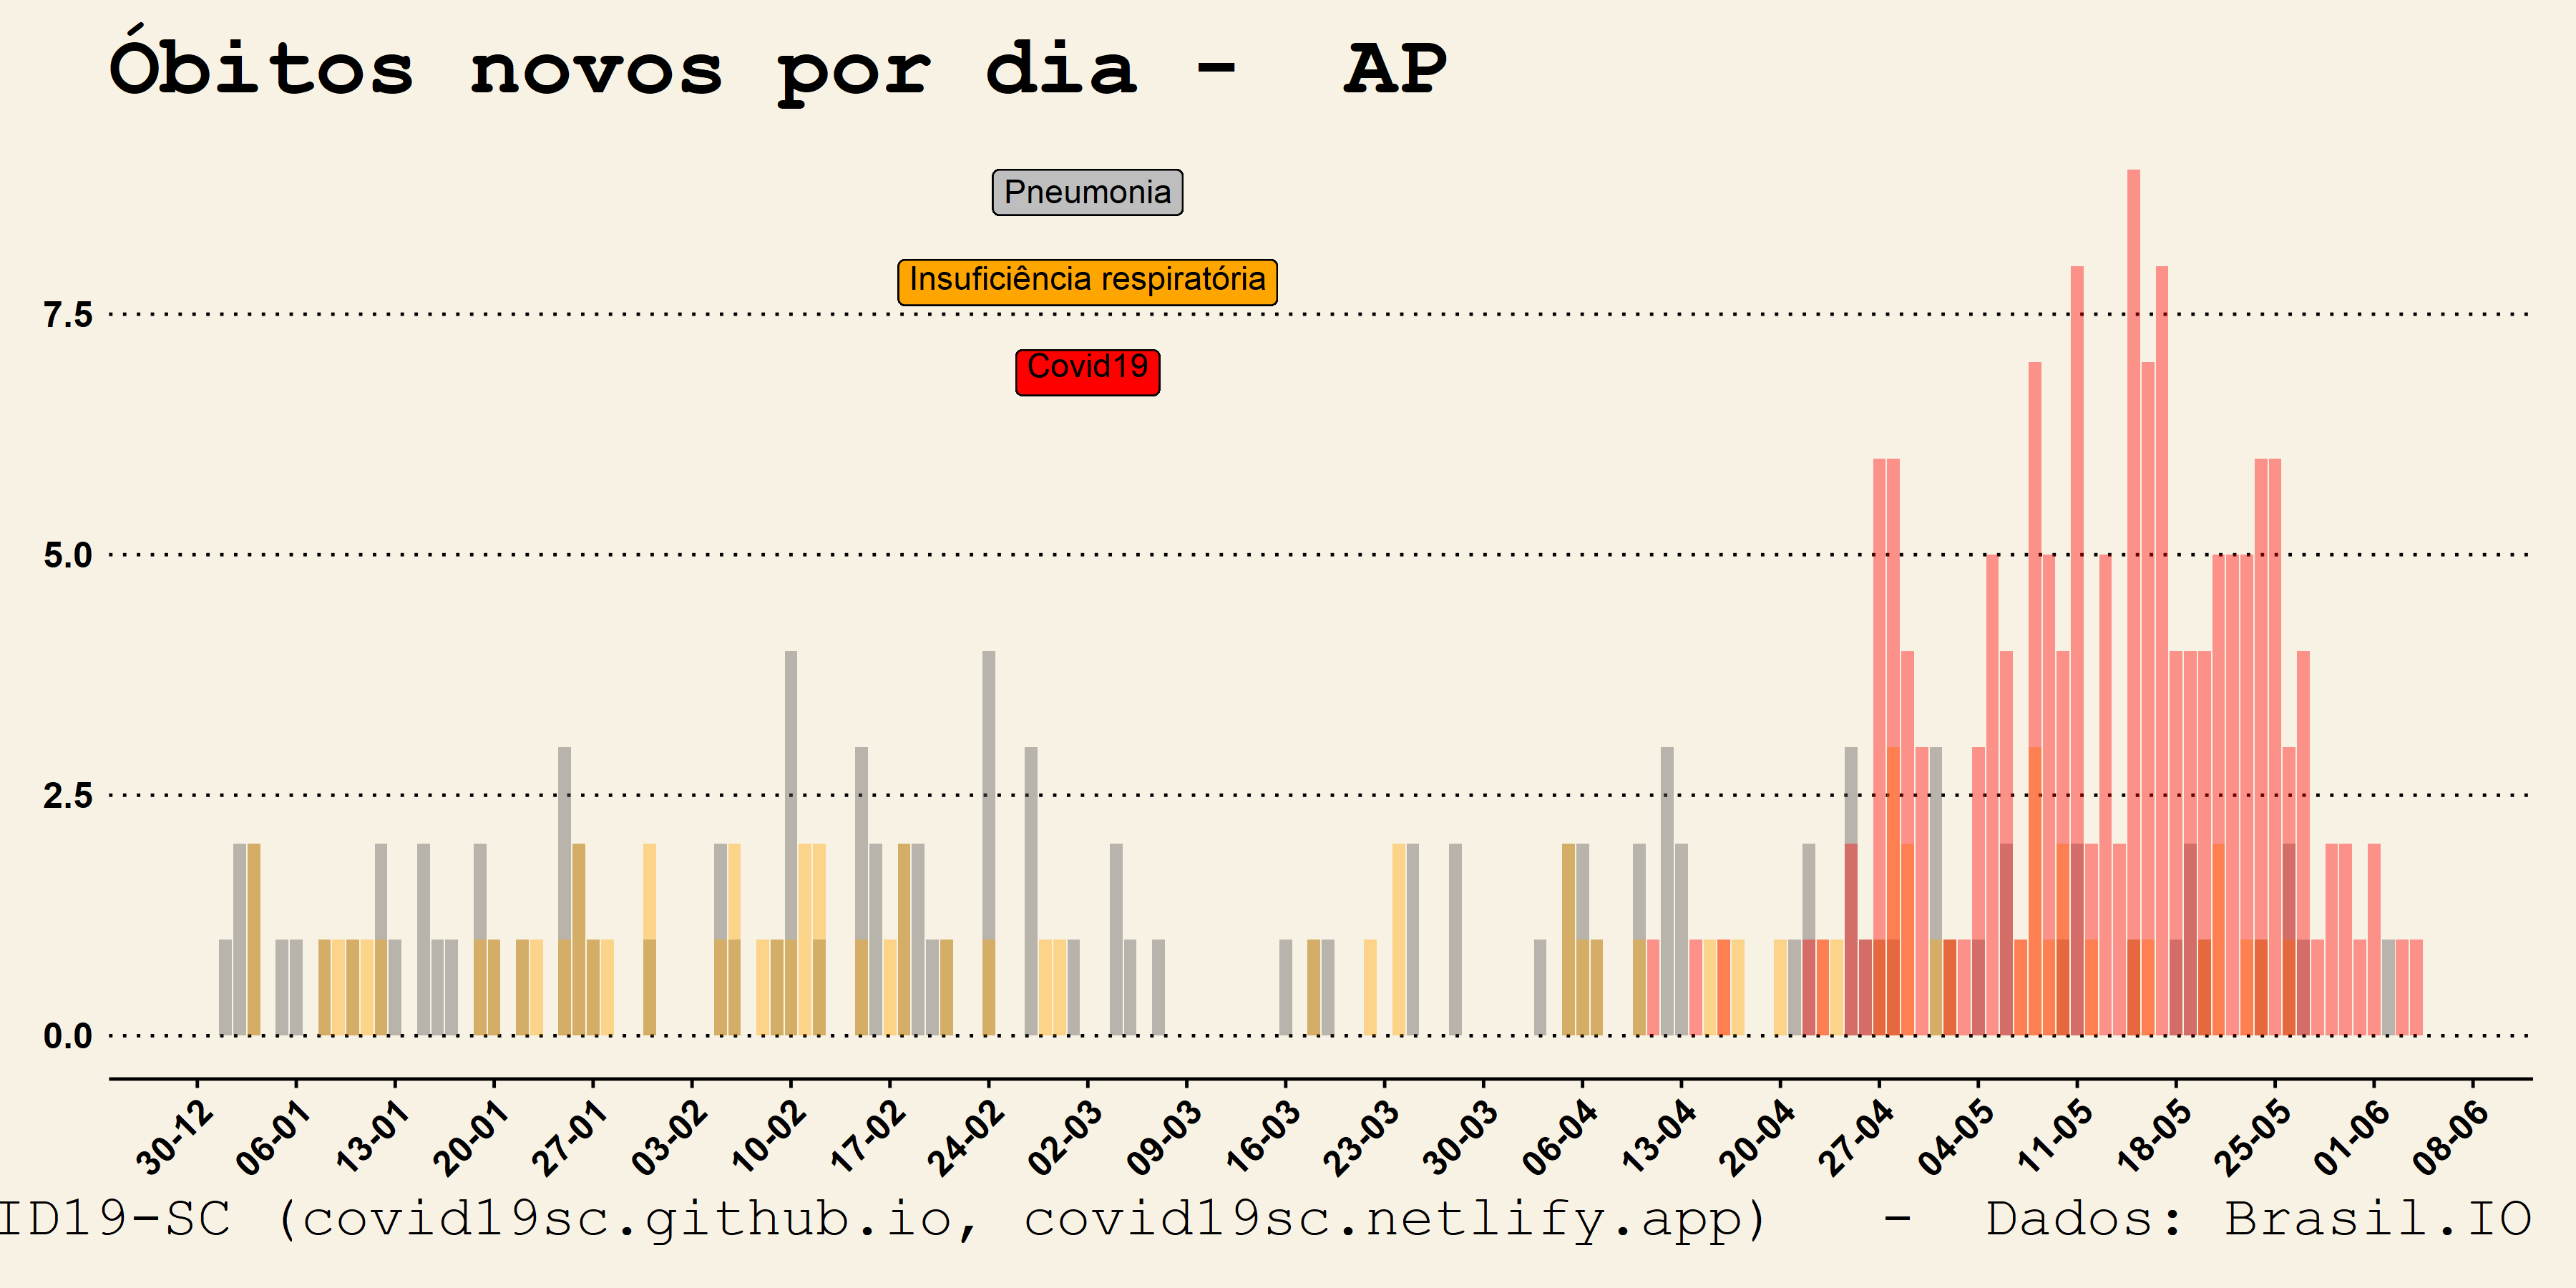 Óbitos novos por dia - AP
Pneumonia
Insuficiência respiratória
Covid19
7.5
5.0
2.5
0.0
30-12 06-01 13-01 20-01 27-01 03-02 10-02 17-02 24-02 02-03 09-03 16-03 23-03 30-03 06-04 13-04 20-04 27-04 04-05 11-05 18-05 25-05 01-06 08-06
ID19-SC (covid19sc.github.io, covid19sc.netlify.app) - Dados: Brasil.IO